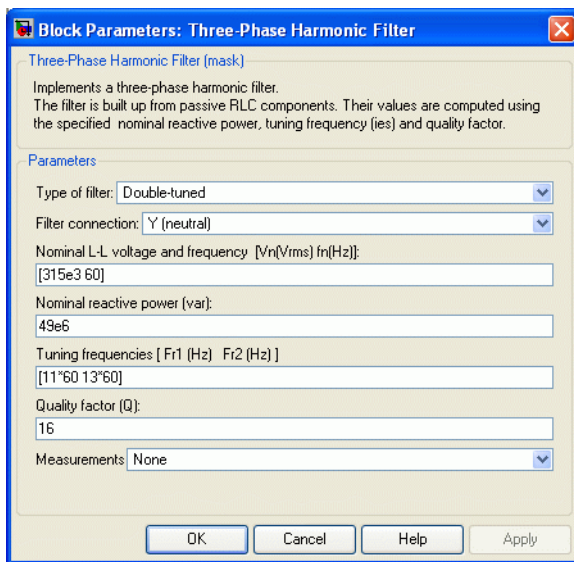 Block Parameters: Three-Phase Harmonic Filter
Three-Phase Harmonic Filter (mask)
Implements a three-phase harmonic filter.
The filter is built up from passive RLC components. Their values are computed using
the specified nominal reactive power, tuning frequency (ies) and quality factor.
Parameters
Type of filter: Double-tuned
Filter connection: Y (neutral)
Nominal L-L voltage and frequency [Vn(Vrms) fn(Hz)]:
[315e3 60]
Nominal reactive power (var):
49e6
Tuning frequencies [ Fr1 (Hz) Fr2 (Hz) ]
[11*60 13*60]
Quality factor (Q):
16
Measurements None
OK Cancel Help Apply